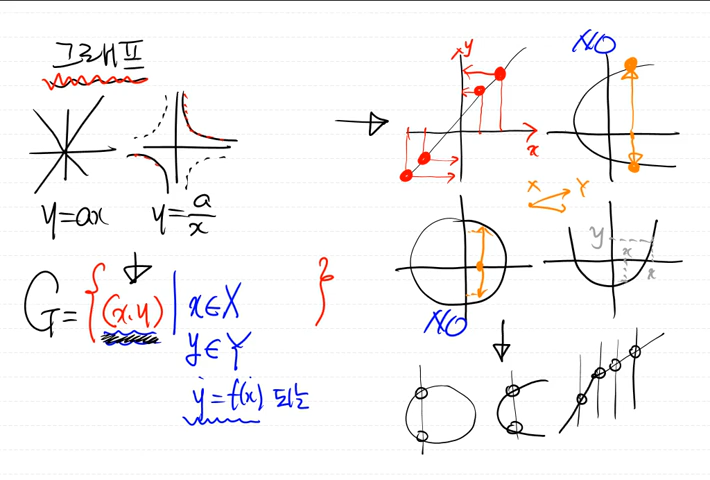 그래프
y=ax
y=a/x
G={(x,y)|x∈X
y∈Y
y=f(x) 되는}
y
x
NO
X Y
NO
y
x
x